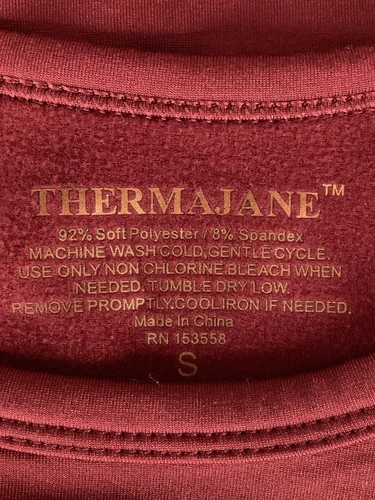 THERMAJANE™
92% Soft Polyester / 8% Spandex
MACHINE WASH COLD, GENTLE CYCLE.
USE ONLY NON CHLORINE BLEACH WHEN
NEEDED. TUMBLE DRY LOW.
REMOVE PROMPTLY, COOL IRON IF NEEDED.
Made In China
RN 153558
S